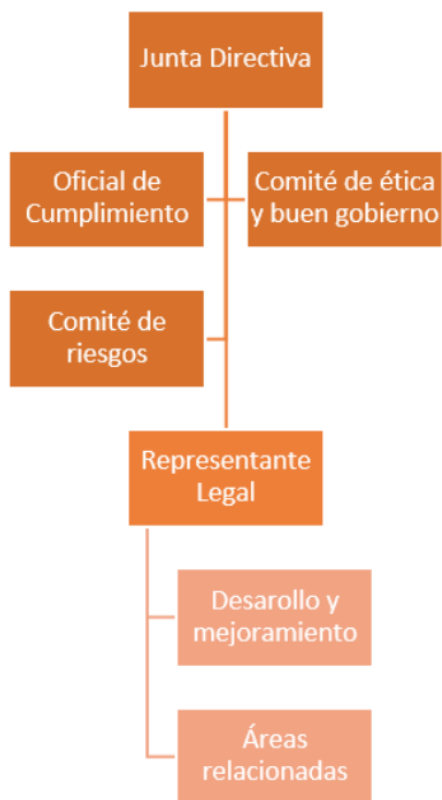 Junta Directiva
Oficial de
Cumplimiento
Comité de ética
y buen gobierno
Comité de
riesgos
Representante
Legal
Desarollo y
mejoramiento
Áreas
relacionadas